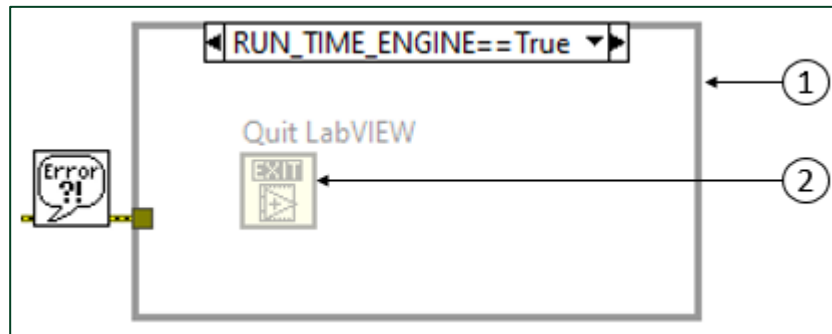 RUN_TIME_ENGINE==True
1
Quit LabVIEW
EXIT
Error
?!
2